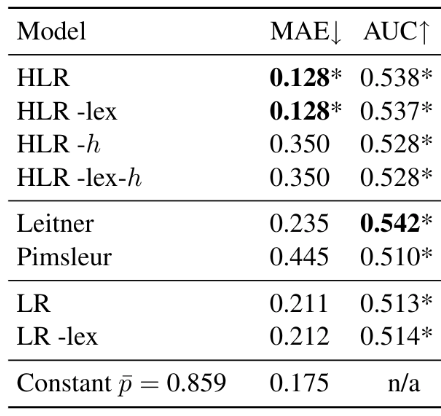 Model MAE↓ AUC↑
HLR 0.128* 0.538*
HLR -lex 0.128* 0.537*
HLR -h 0.350 0.528*
HLR -lex-h 0.350 0.528*
Leitner 0.235 0.542*
Pimsleur 0.445 0.510*
LR 0.211 0.513*
LR -lex 0.212 0.514*
Constant p̄ = 0.859 0.175 n/a